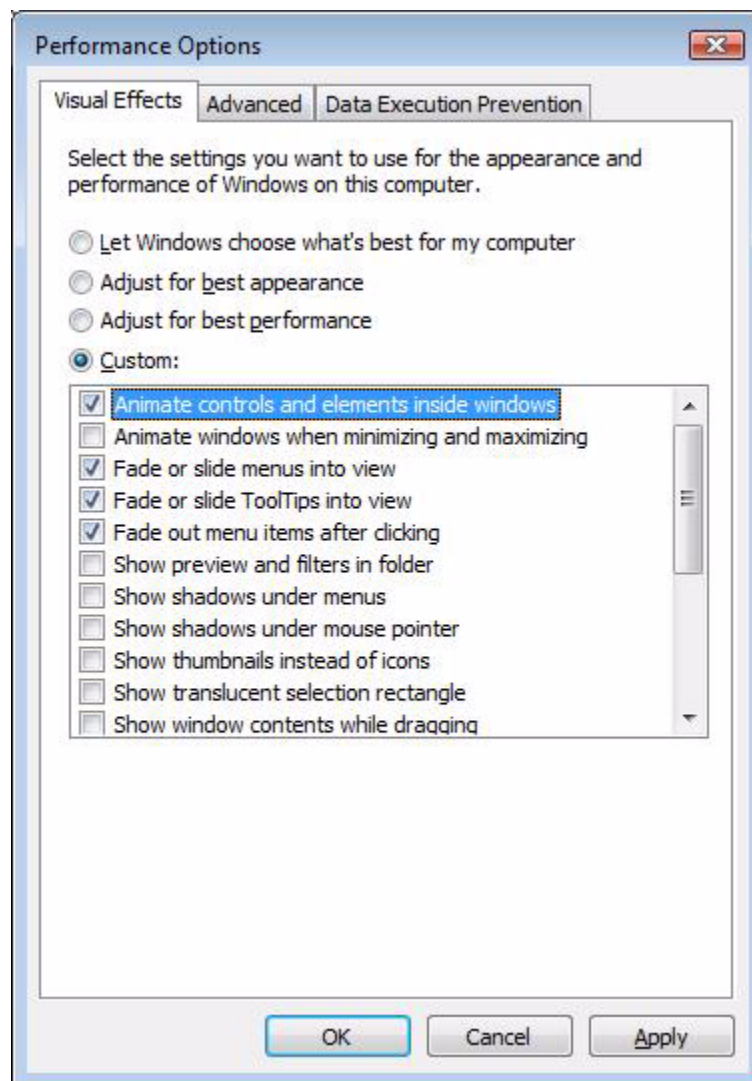 Performance Options
Visual Effects
Advanced
Data Execution Prevention
Select the settings you want to use for the appearance and
performance of Windows on this computer.
Let Windows choose what's best for my computer
Adjust for best appearance
Adjust for best performance
Custom:
Animate controls and elements inside windows
Animate windows when minimizing and maximizing
Fade or slide menus into view
Fade or slide ToolTips into view
Fade out menu items after clicking
Show preview and filters in folder
Show shadows under menus
Show shadows under mouse pointer
Show thumbnails instead of icons
Show translucent selection rectangle
Show window contents while dragging
OK
Cancel
Apply